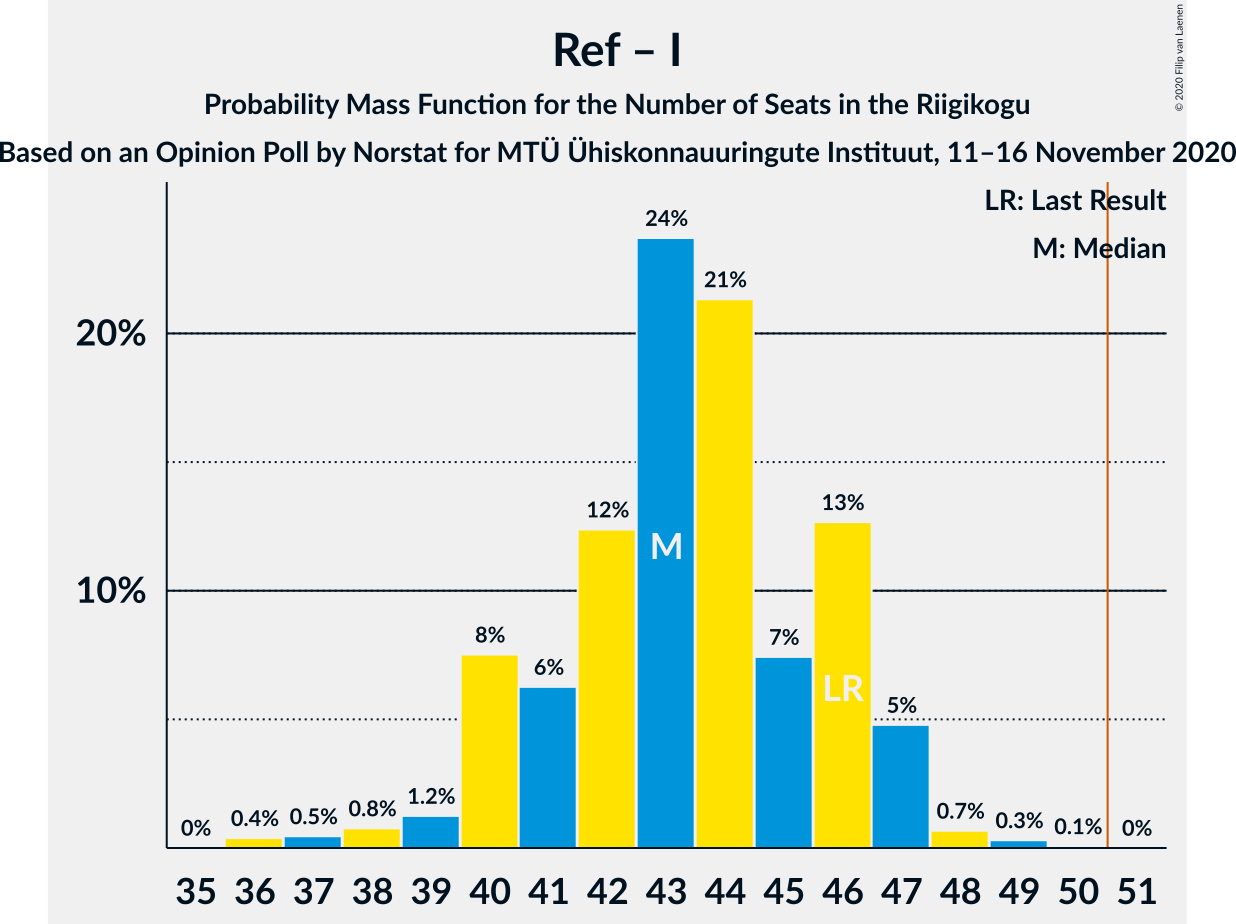 Ref – I
Probability Mass Function for the Number of Seats in the Riigikogu
Based on an Opinion Poll by Norstat for MTÜ Ühiskonnauuringute Instituut, 11–16 November 2020
© 2020 Filip van Laenen
LR: Last Result
M: Median
24%
21%
20%
12%
13%
M
10%
8%
6%
7%
LR
5%
0%
0.4%
0.5%
0.8%
1.2%
0.7%
0.3%
0.1%
0%
35 36 37 38 39 40 41 42 43 44 45 46 47 48 49 50 51